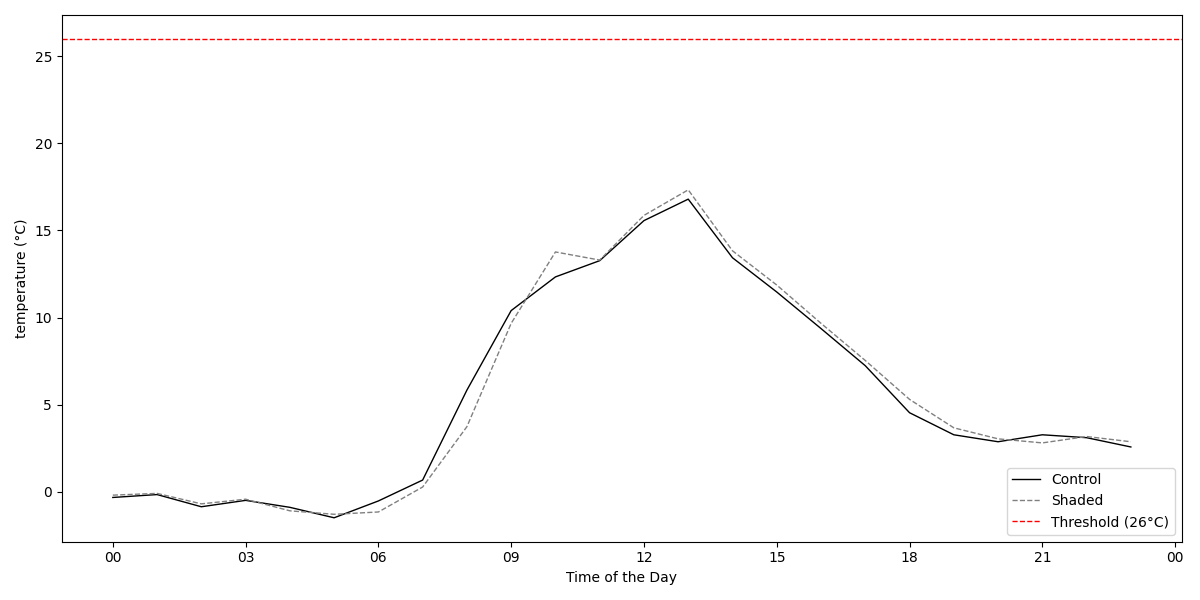 25
20
15
10
5
0
temperature (°C)
00 03 06 09 12 15 18 21 00
Time of the Day
Control
Shaded
Threshold (26°C)